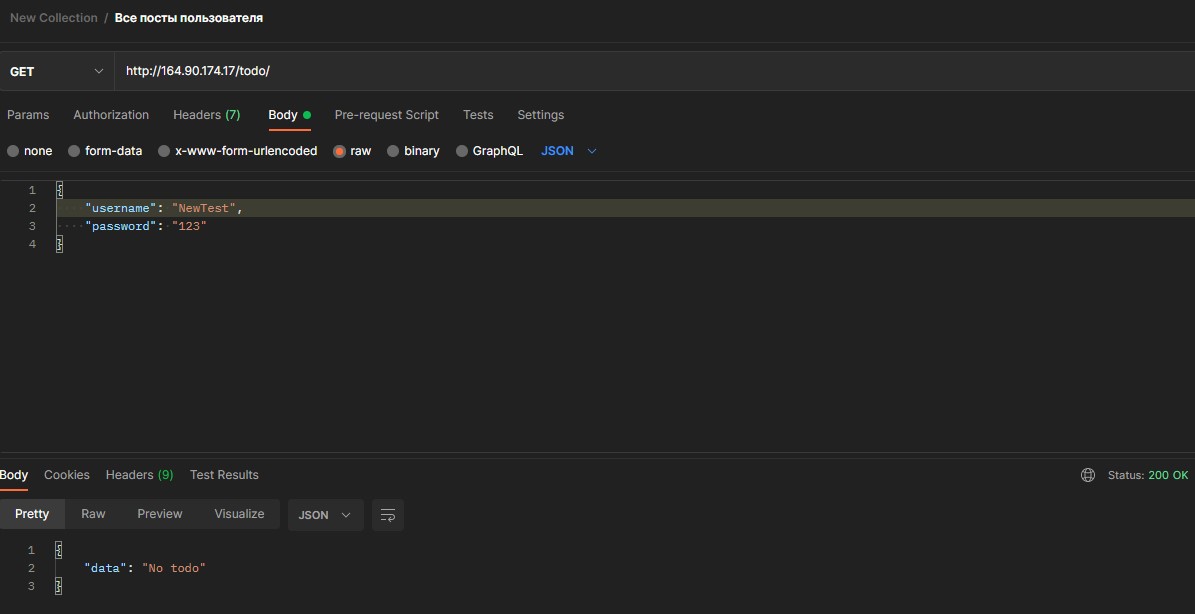 New Collection / Все посты пользователя
GET http://164.90.174.17/todo/
Params Authorization Headers (7) Body Pre-request Script Tests Settings
none form-data x-www-form-urlencoded raw binary GraphQL JSON
1 {
2 "username": "NewTest",
3 "password": "123"
4 }
Body Cookies Headers (9) Test Results Status: 200 OK
Pretty Raw Preview Visualize JSON
1 {
2 "data": "No todo"
3 }